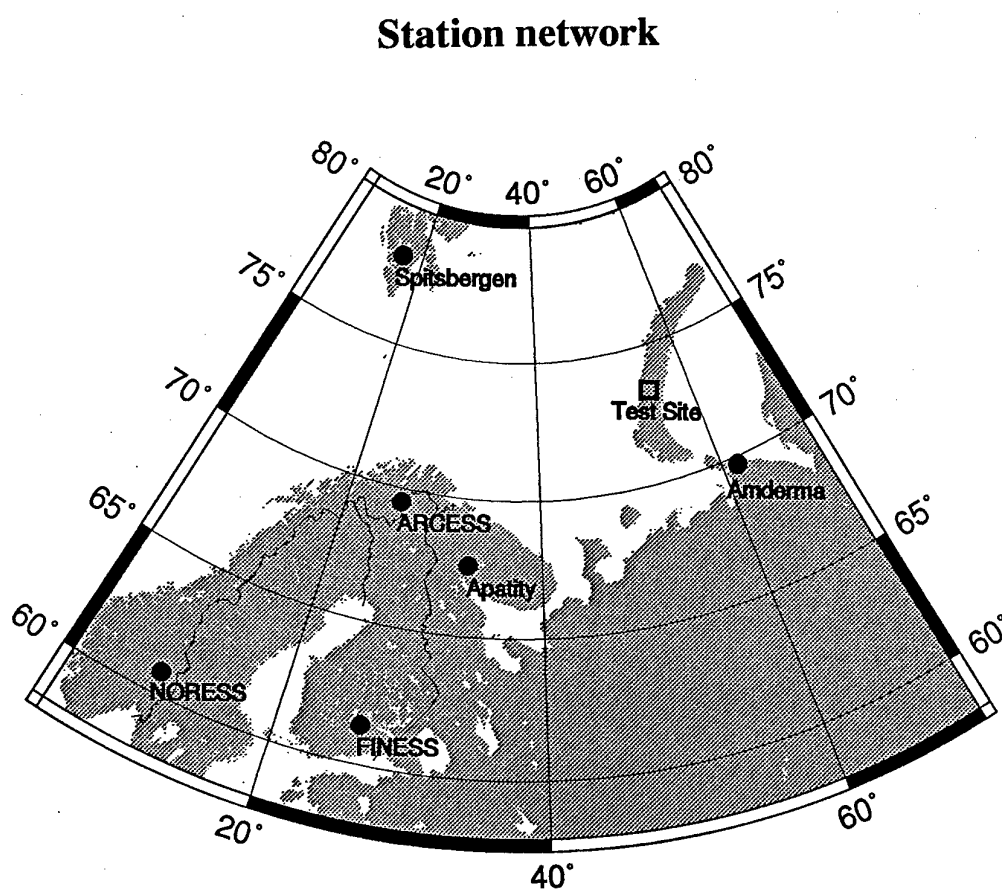 Station network
80°
20°
40°
60°
80°
75°
Spitsbergen
75°
70°
Test Site
70°
Amderma
65°
ARCESS
65°
Apatity
60°
NORESS
FINESS
60°
20°
40°
60°